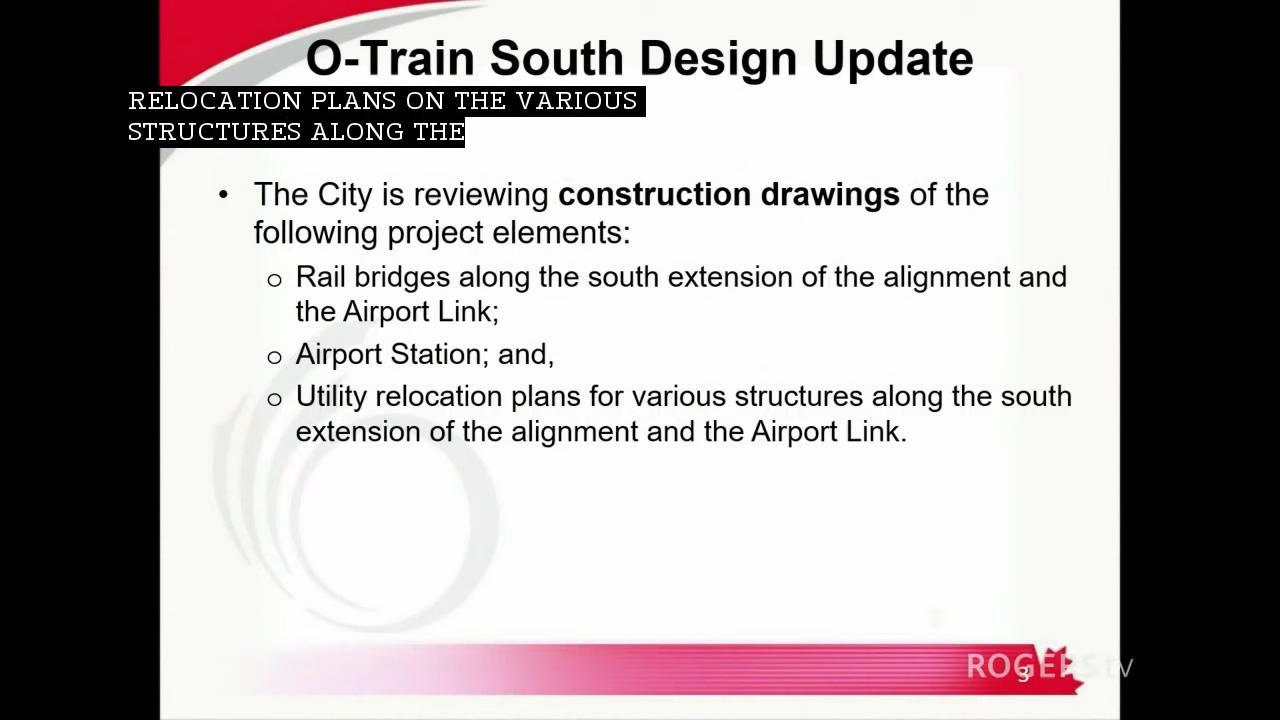 O-Train South Design Update
RELOCATION PLANS ON THE VARIOUS
STRUCTURES ALONG THE
• The City is reviewing construction drawings of the
following project elements:
o Rail bridges along the south extension of the alignment and
the Airport Link;
o Airport Station; and,
o Utility relocation plans for various structures along the south
extension of the alignment and the Airport Link.
ROGERS tv
3